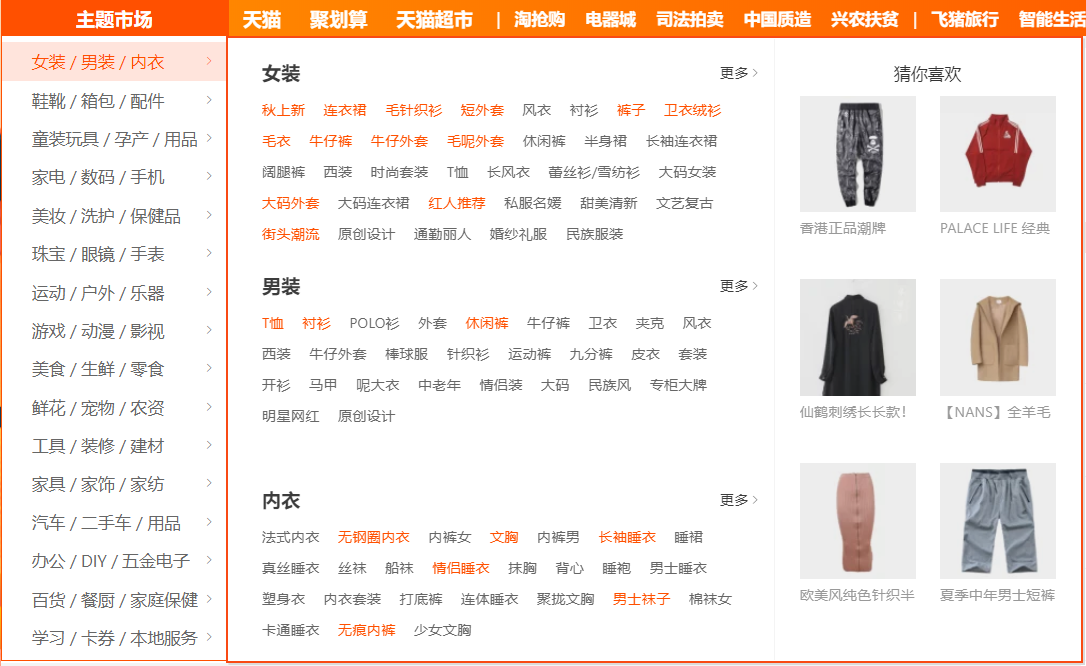 主题市场
天猫 聚划算 天猫超市 | 淘抢购 电器城 司法拍卖 中国质造 兴农扶贫 | 飞猪旅行 智能生活
女装 / 男装 / 内衣
鞋靴 / 箱包 / 配件
童装玩具 / 孕产 / 用品
家电 / 数码 / 手机
美妆 / 洗护 / 保健品
珠宝 / 眼镜 / 手表
运动 / 户外 / 乐器
游戏 / 动漫 / 影视
美食 / 生鲜 / 零食
鲜花 / 宠物 / 农资
工具 / 装修 / 建材
家具 / 家饰 / 家纺
汽车 / 二手车 / 用品
办公 / DIY / 五金电子
百货 / 餐厨 / 家庭保健
学习 / 卡券 / 本地服务
女装 更多
秋上新 连衣裙 毛针织衫 短外套 风衣 衬衫 裤子 卫衣绒衫
毛衣 牛仔裤 牛仔外套 毛呢外套 休闲裤 半身裙 长袖连衣裙
阔腿裤 西装 时尚套装 T恤 长风衣 蕾丝衫/雪纺衫 大码女装
大码外套 大码连衣裙 红人推荐 私服名媛 甜美清新 文艺复古
街头潮流 原创设计 通勤丽人 婚纱礼服 民族服装
男装 更多
T恤 衬衫 POLO衫 外套 休闲裤 牛仔裤 卫衣 夹克 风衣
西装 牛仔外套 棒球服 针织衫 运动裤 九分裤 皮衣 套装
开衫 马甲 呢大衣 中老年 情侣装 大码 民族风 专柜大牌
明星网红 原创设计
内衣 更多
法式内衣 无钢圈内衣 内裤女 文胸 内裤男 长袖睡衣 睡裙
真丝睡衣 丝袜 船袜 情侣睡衣 抹胸 背心 睡袍 男士睡衣
塑身衣 内衣套装 打底裤 连体睡衣 聚拢文胸 男士袜子 棉袜女
卡通睡衣 无痕内裤 少女文胸
猜你喜欢
香港正品潮牌
PALACE LIFE 经典
仙鹤刺绣长长款！
【NANS】全羊毛
欧美风纯色针织半
夏季中年男士短裤